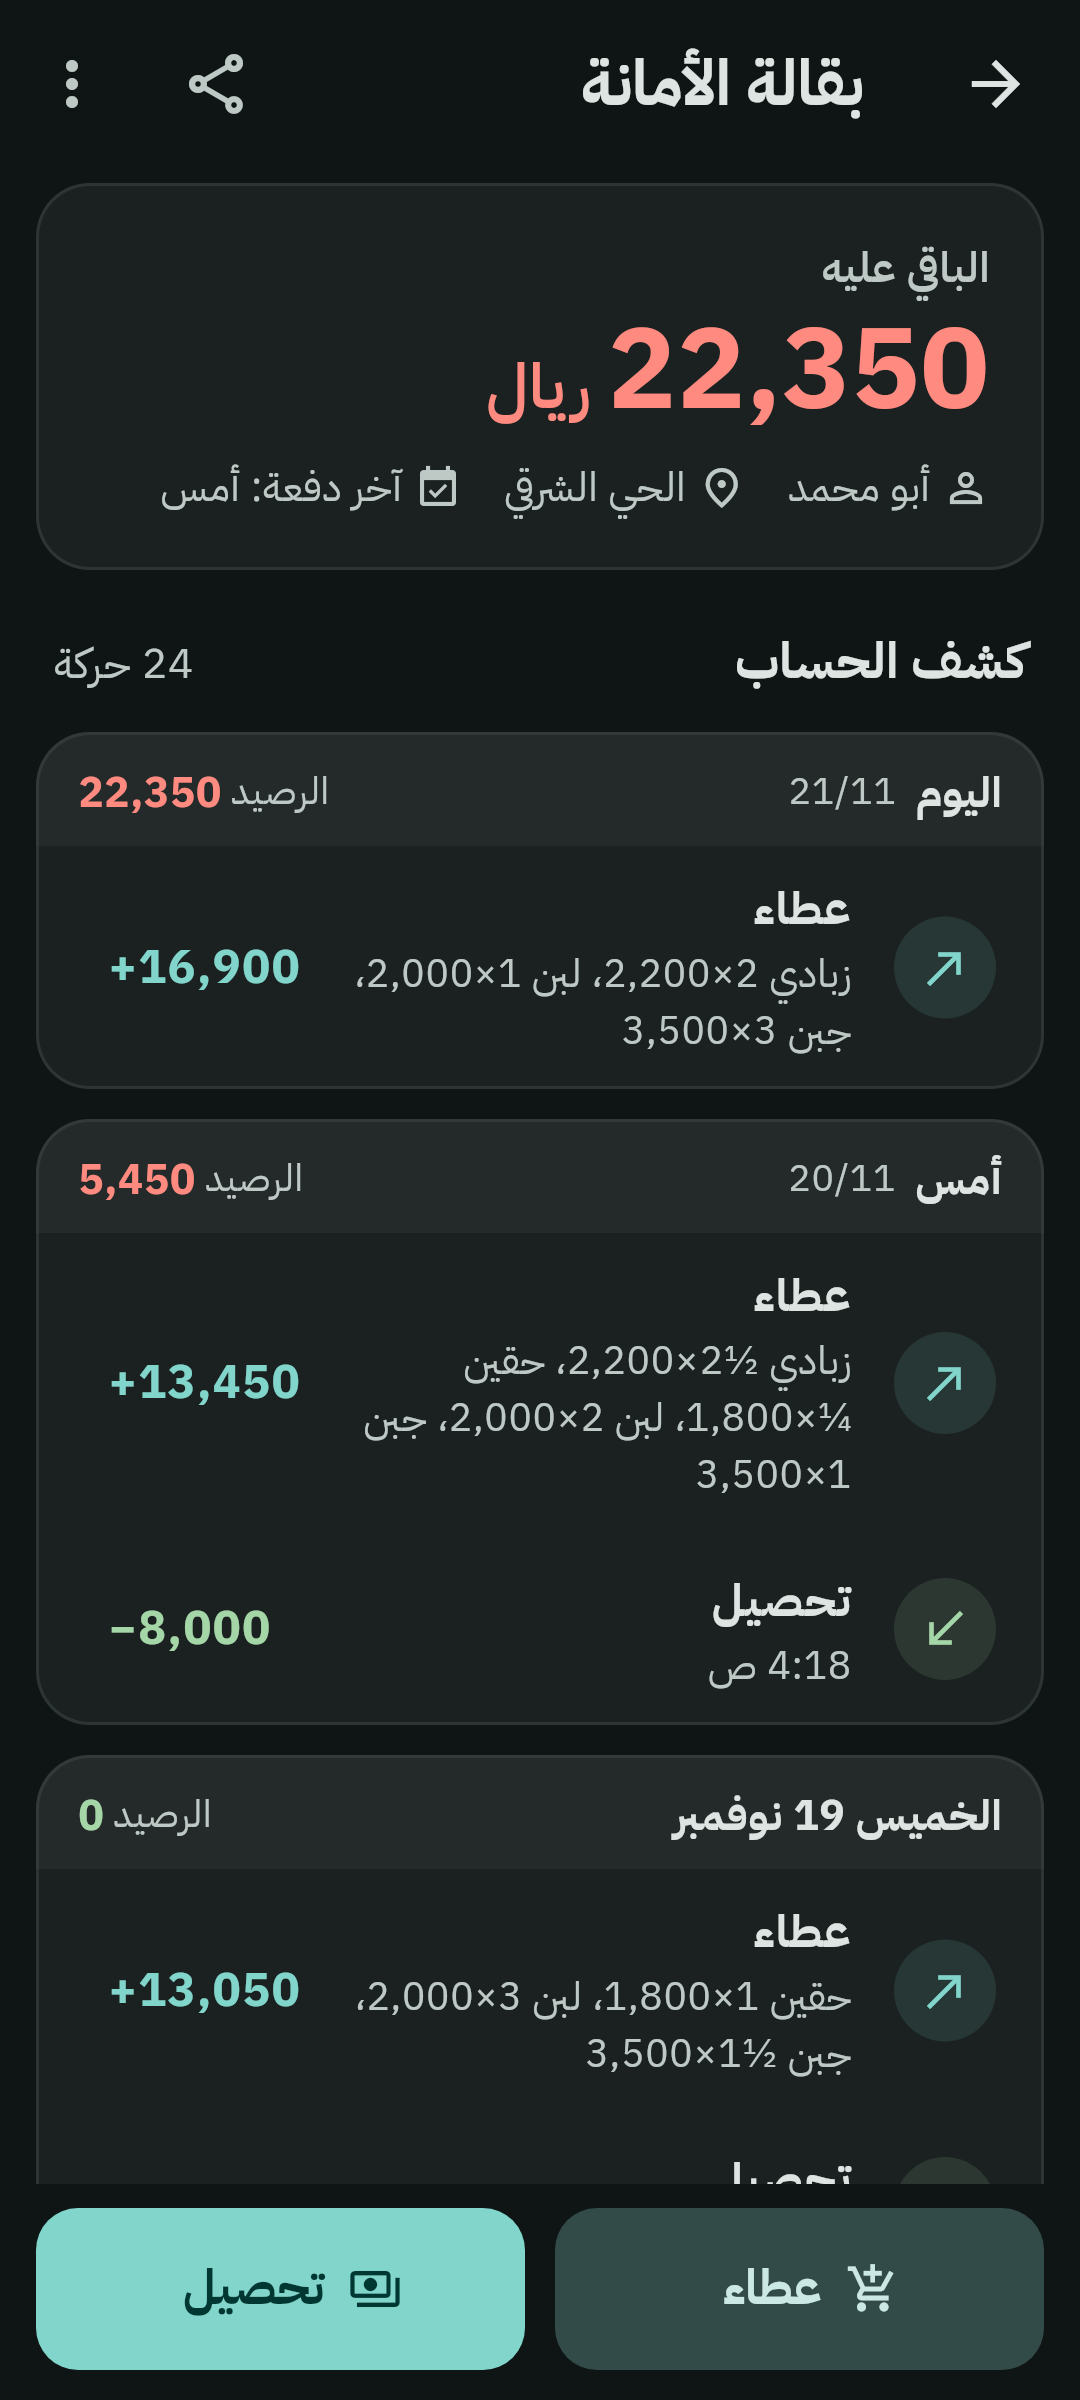 بقالة الأمانة
الباقي عليه
22,350 ريال
أبو محمد الحي الشرقي آخر دفعة: أمس
كشف الحساب 24 حركة
اليوم 21/11 الرصيد 22,350
عطاء
زبادي 2×2,200، لبن 1×2,000،
جبن 3×3,500
+16,900
أمس 20/11 الرصيد 5,450
عطاء
زبادي 2½×2,200، حقين
¼×1,800، لبن 2×2,000، جبن
1×3,500
+13,450
تحصيل
4:18 ص
−8,000
الخميس 19 نوفمبر الرصيد 0
عطاء
حقين 1×1,800، لبن 3×2,000،
جبن 1½×3,500
+13,050
تحصيل
عطاء تحصيل